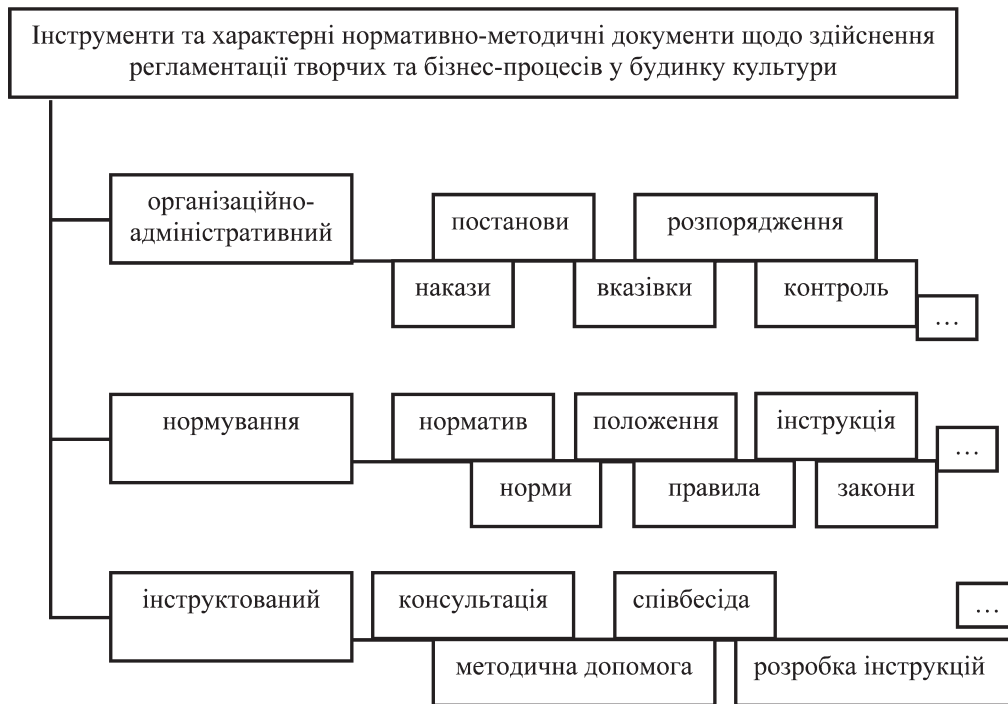 Інструменти та характерні нормативно-методичні документи щодо здійснення
регламентації творчих та бізнес-процесів у будинку культури
організаційно-
адміністративний
постанови
розпорядження
накази
вказівки
контроль
…
нормування
норматив
положення
інструкція
…
норми
правила
закони
інструктований
консультація
співбесіда
…
методична допомога
розробка інструкцій